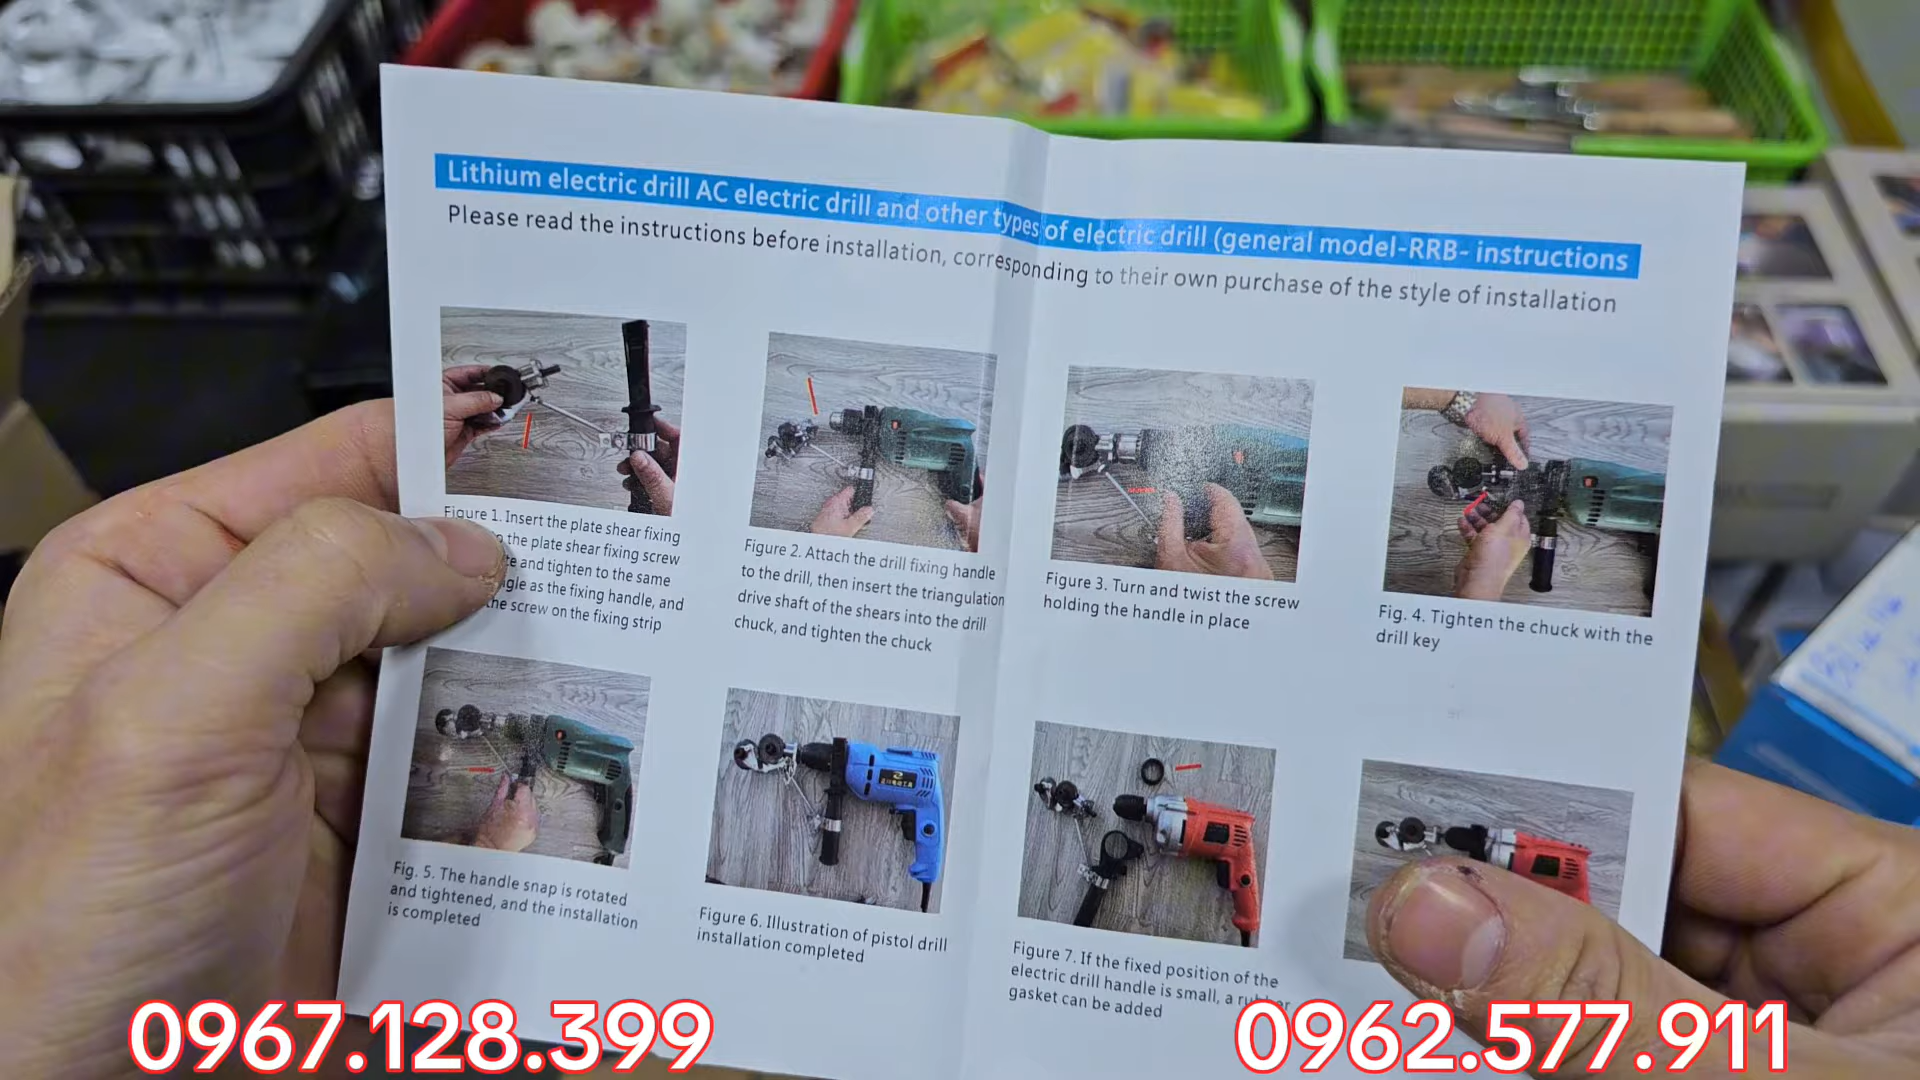 Lithium electric drill AC electric drill and other types of electric drill (general model-RRB- instructions
Please read the instructions before installation, corresponding to their own purchase of the style of installation
Figure 1. Insert the plate shear fixing
the plate shear fixing screw
and tighten to the same
as the fixing handle, and
the screw on the fixing strip
Figure 2. Attach the drill fixing handle
to the drill, then insert the triangulation
drive shaft of the shears into the drill
chuck, and tighten the chuck
Figure 3. Turn and twist the screw
holding the handle in place
Fig. 4. Tighten the chuck with the
drill key
Fig. 5. The handle snap is rotated
and tightened, and the installation
is completed
Figure 6. Illustration of pistol drill
installation completed
Figure 7. If the fixed position of the
electric drill handle is small, a rubber
gasket can be added
0967.128.399
0962.577.911